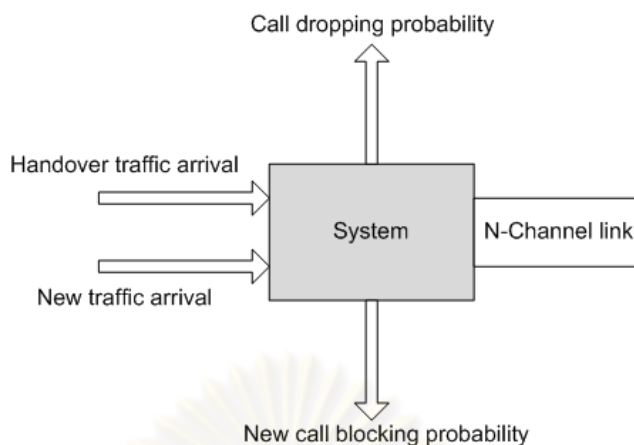 Call dropping probability
Handover traffic arrival
System
N-Channel link
New traffic arrival
New call blocking probability